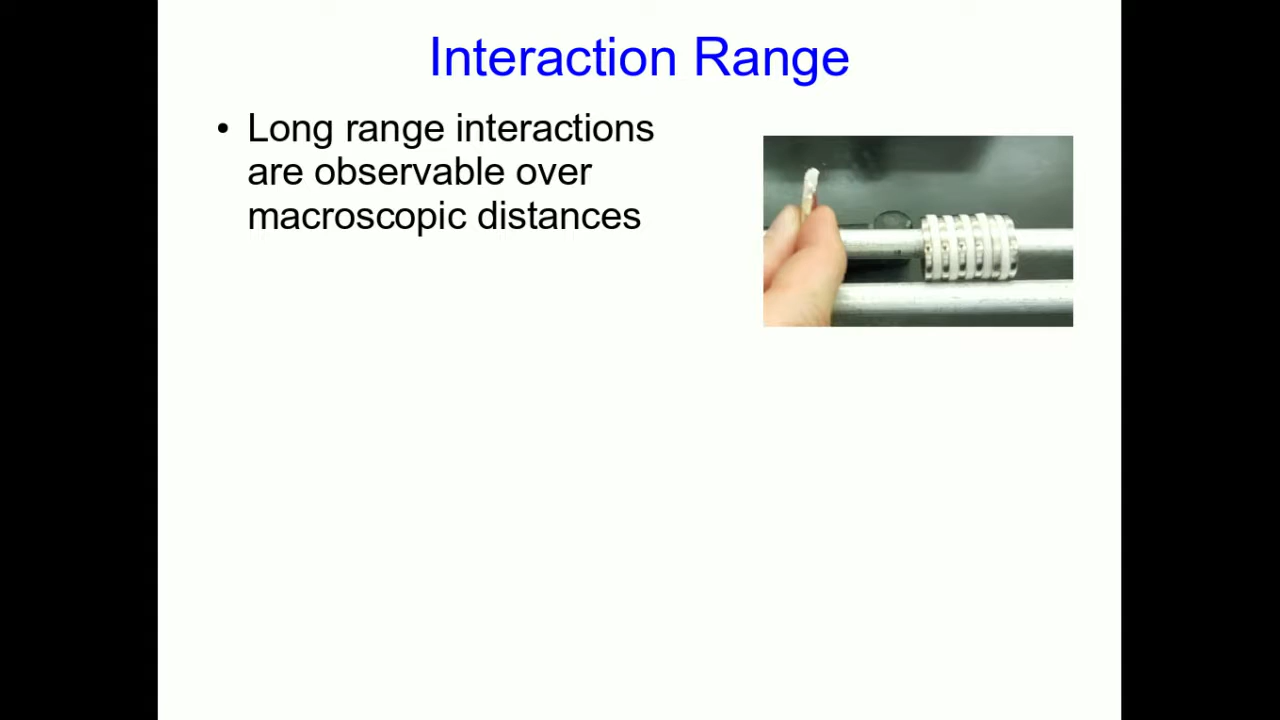 Interaction Range
• Long range interactions
are observable over
macroscopic distances